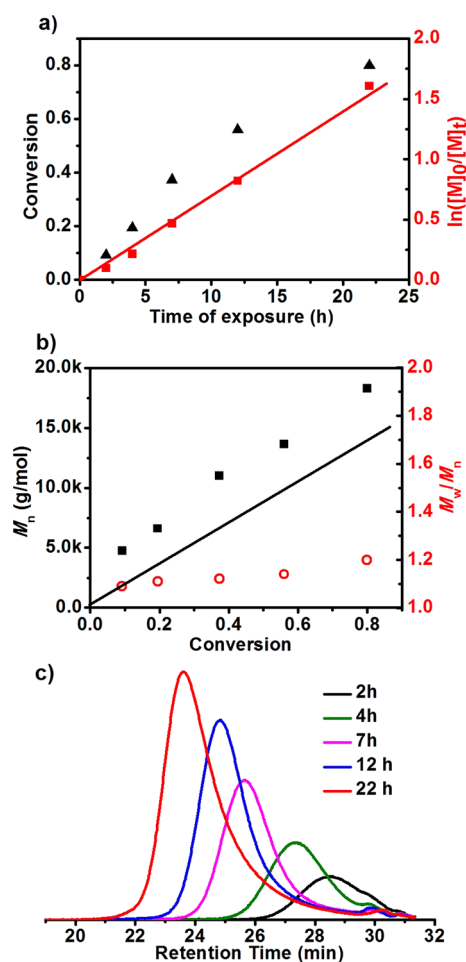 a)
2.0
0.8
1.5
0.6
1.0
0.4
0.5
0.2
0.0
0.0
0
5
10
15
20
25
Conversion
ln([M]0/[M]t)
Time of exposure (h)
b)
20.0k
2.0
15.0k
1.8
10.0k
1.6
1.4
5.0k
1.2
0.0
1.0
0.0
0.2
0.4
0.6
0.8
Mn (g/mol)
Mw/Mn
Conversion
c)
2h
4h
7h
12 h
22 h
20
22
24
26
28
30
32
Retention Time (min)